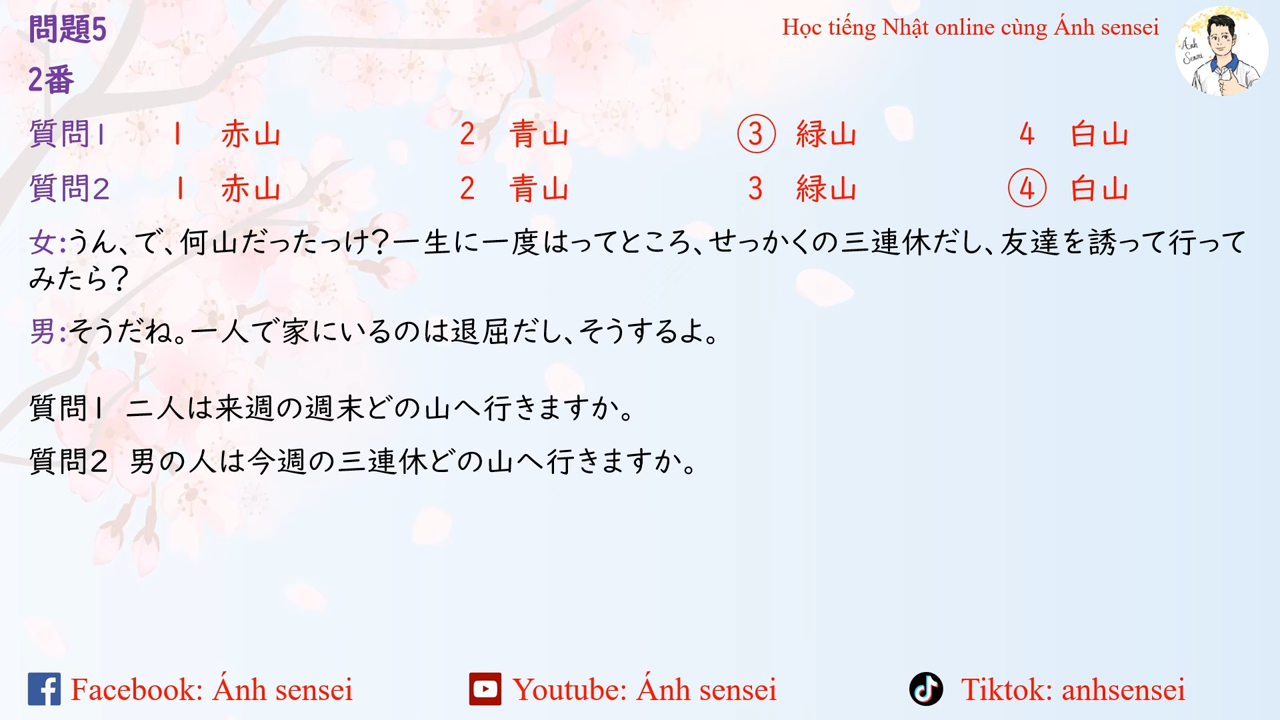 問題5
Học tiếng Nhật online cùng Ánh sensei
Anh Sensei
2番
質問1 1 赤山 2 青山 ③ 緑山 4 白山
質問2 1 赤山 2 青山 3 緑山 ④ 白山
女:うん、で、何山だったっけ?一生に一度はってところ、せっかくの三連休だし、友達を誘って行って
みたら?
男:そうだね。一人で家にいるのは退屈だし、そうするよ。
質問1 二人は来週の週末どの山へ行きますか。
質問2 男の人は今週の三連休どの山へ行きますか。
Facebook: Ánh sensei
Youtube: Ánh sensei
Tiktok: anhsensei